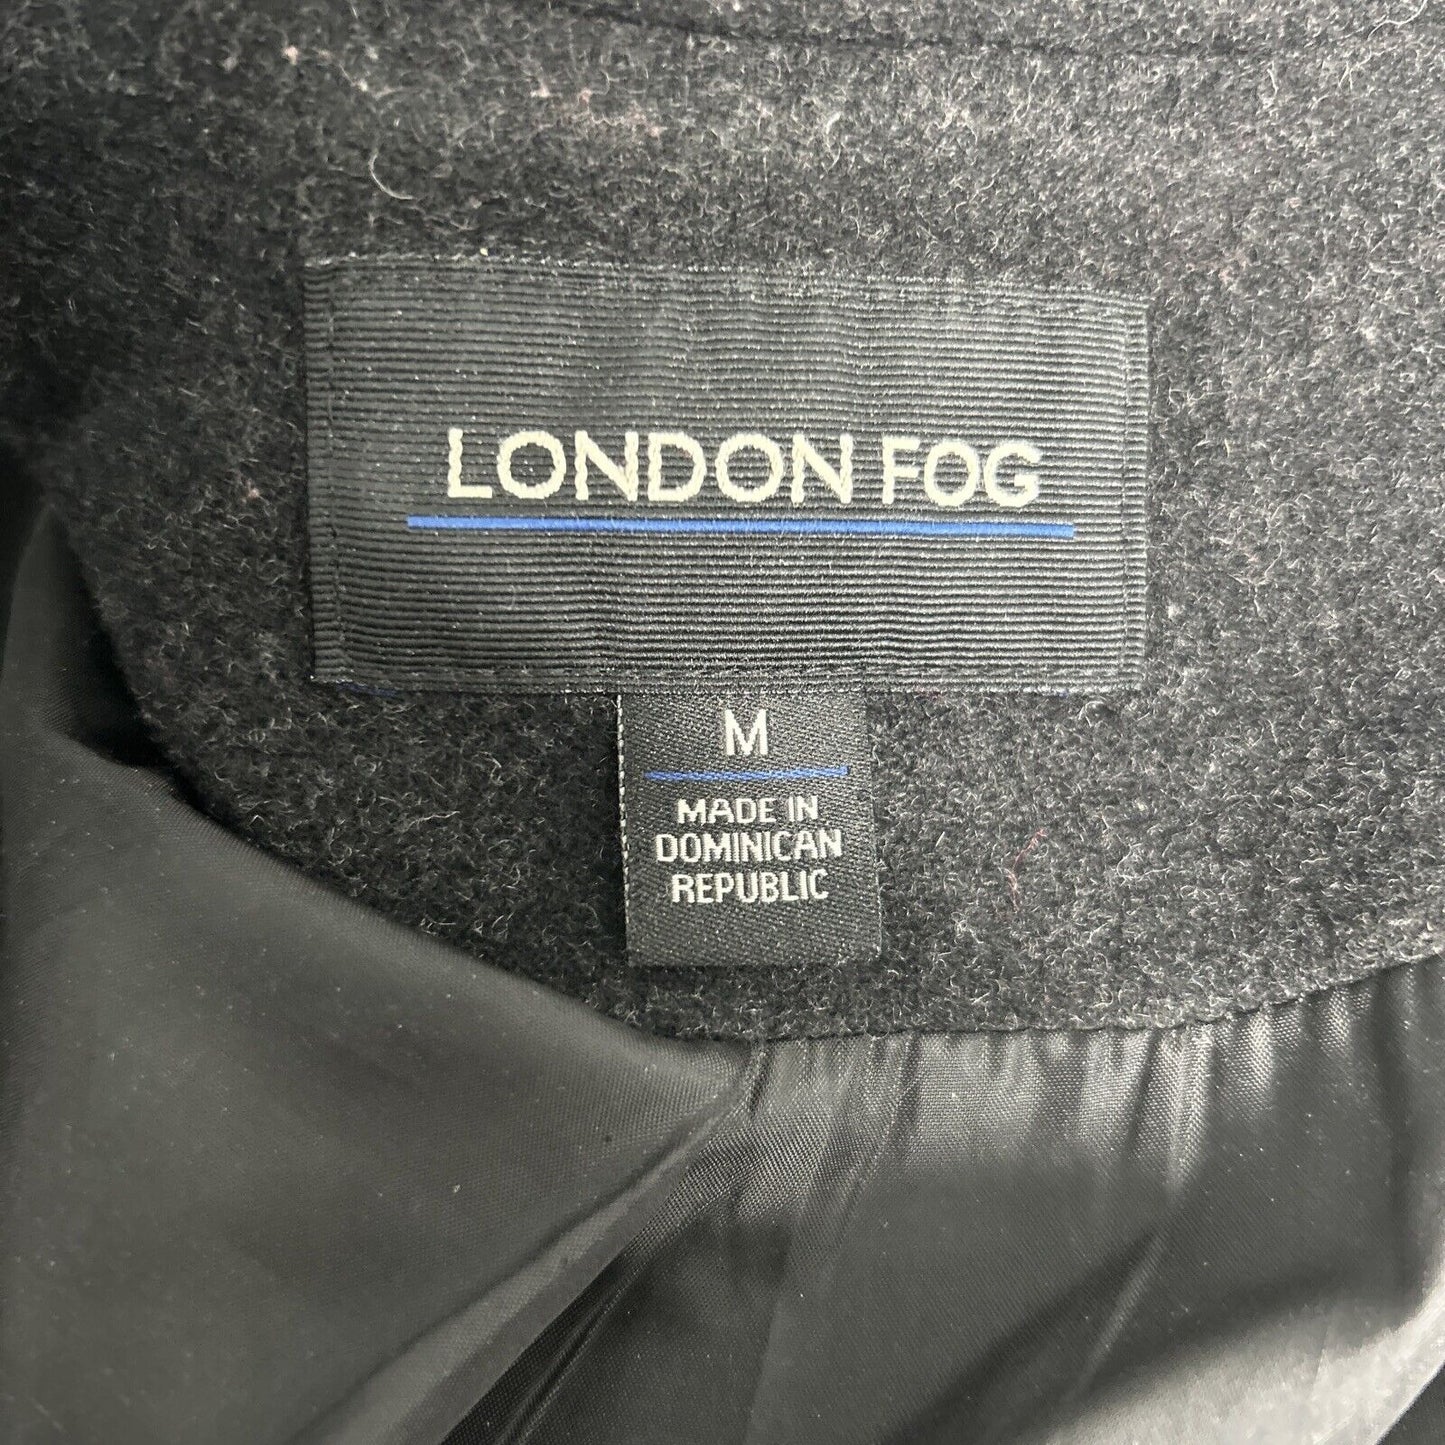 LONDON FOG
M
MADE IN
DOMINICAN
REPUBLIC